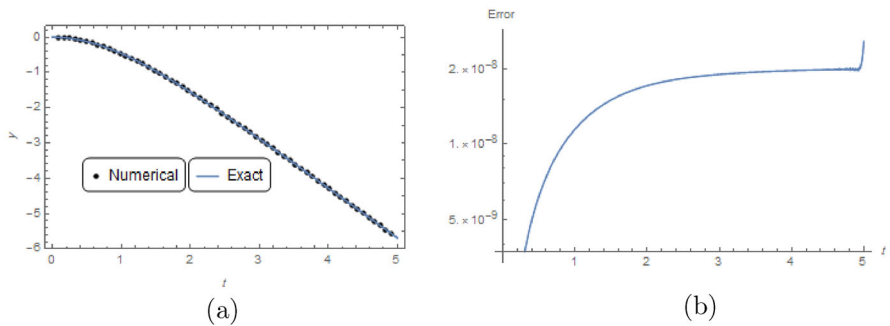 Error
0
-1
-2
-3
-4
-5
-6
y
0 1 2 3 4 5
t
Numerical Exact
(a)
2.×10⁻⁸
1.×10⁻⁸
5.×10⁻⁹
1 2 3 4 5 t
(b)